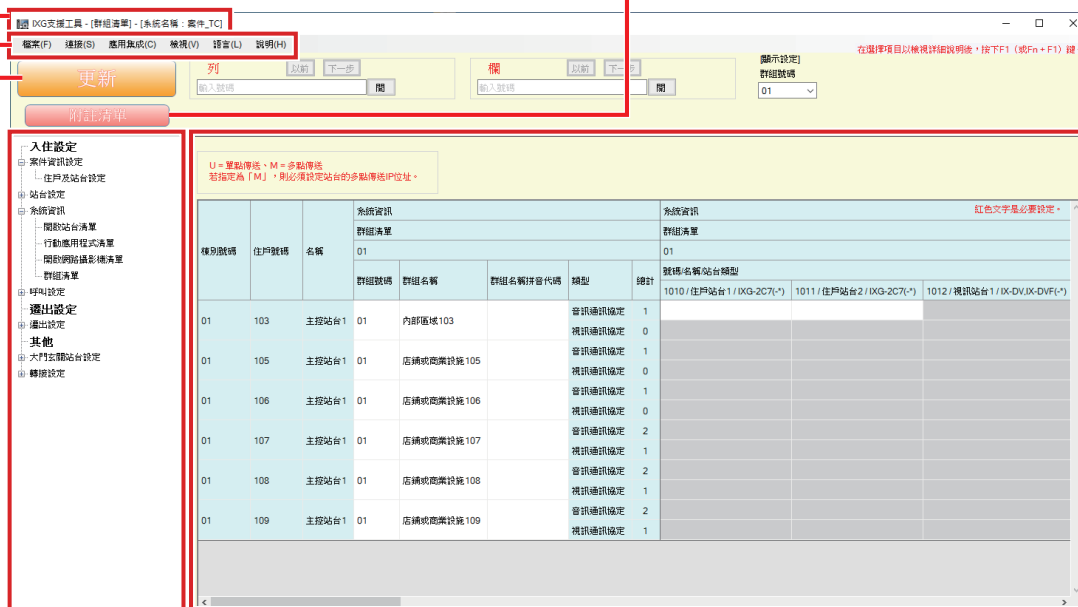 IXG支援工具 - [群組清單] - [系統名稱：案件_TC]
檔案(F) 連接(S) 應用集成(C) 檢視(V) 語言(L) 說明(H)
在選擇項目以檢視詳細說明後，按下F1（或Fn＋F1）鍵
更新
附註清單
列 以前 下一步
輸入號碼 開
欄 以前 下一步
輸入號碼 開
顯示設定]
群組號碼
01
入住設定
案件資訊設定
住戶及站台設定
站台設定
系統資訊
開啟站台清單
行動應用程式清單
開啟網路攝影機清單
群組清單
呼叫設定
遷出設定
遷出設定
其他
大門玄關站台設定
轉接設定
U = 單點傳送、M = 多點傳送
若指定為「M」，則必須設定站台的多點傳送IP位址。
系統資訊 系統資訊 紅色文字是必要設定。
群組清單 群組清單
棟別號碼 住戶號碼 名稱 01 01
群組號碼 群組名稱 群組名稱拼音代碼 類型 總計 號碼/名稱/站台類型
1010 / 住戶站台1 / IXG-2C7(-*) 1011 / 住戶站台2 / IXG-2C7(-*) 1012 / 視訊站台1 / IX-DV,IX-DVF(-*)
01 103 主控站台1 01 內部區域103 音訊通訊協定 1
視訊通訊協定 0
01 105 主控站台1 01 店鋪或商業設施105 音訊通訊協定 1
視訊通訊協定 0
01 106 主控站台1 01 店鋪或商業設施106 音訊通訊協定 1
視訊通訊協定 0
01 107 主控站台1 01 店鋪或商業設施107 音訊通訊協定 2
視訊通訊協定 1
01 108 主控站台1 01 店鋪或商業設施108 音訊通訊協定 2
視訊通訊協定 1
01 109 主控站台1 01 店鋪或商業設施109 音訊通訊協定 2
視訊通訊協定 1